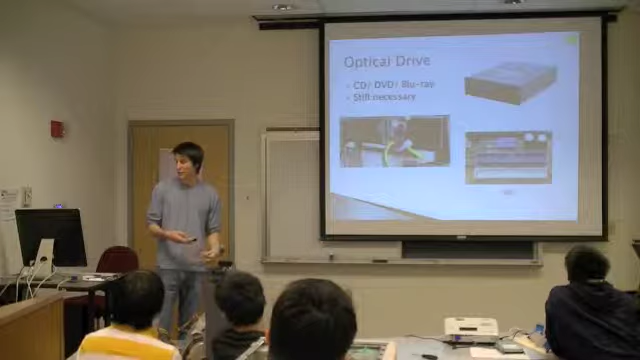 Optical Drive
CD/ DVD/ Blu-ray
Still necessary